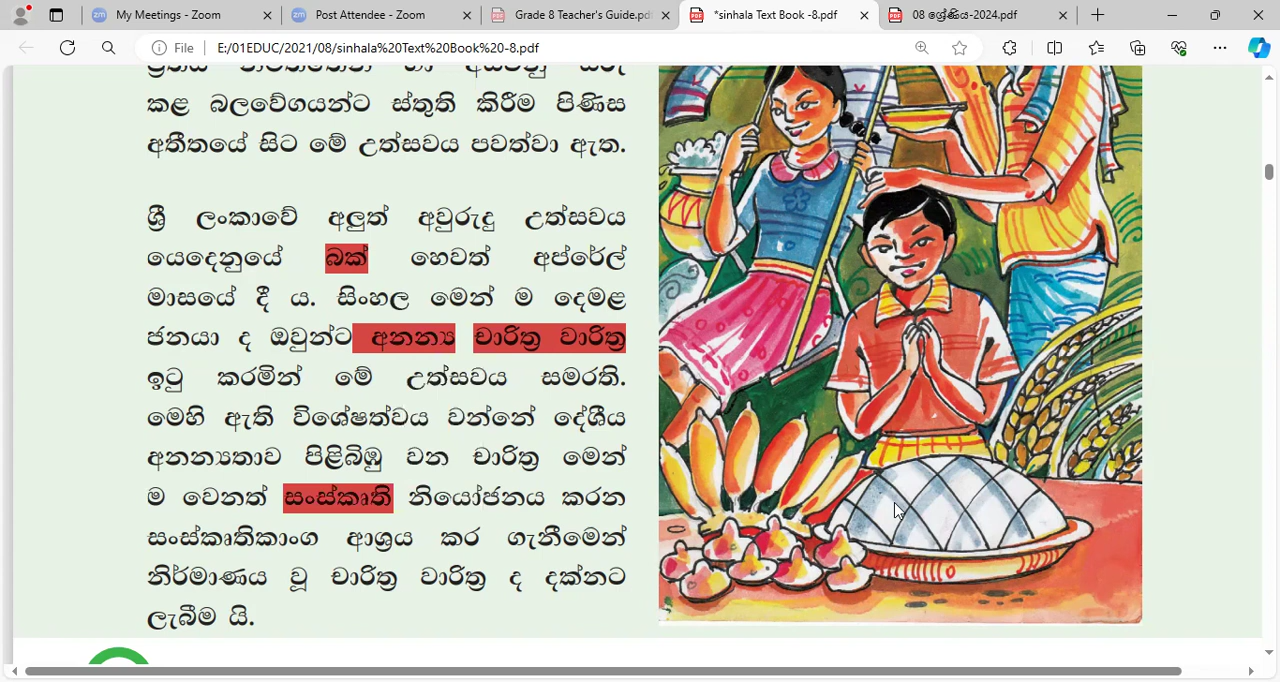 My Meetings - Zoom
Post Attendee - Zoom
Grade 8 Teacher's Guide.pdf
*sinhala Text Book -8.pdf
08 ශ්‍රේණිය-2024.pdf
File
E:/01EDUC/2021/08/sinhala%20Text%20Book%20-8.pdf
කළ බලවේගයන්ට ස්තුති කිරීම පිණිස
අතීතයේ සිට මේ උත්සවය පවත්වා ඇත.
ශ්‍රී ලංකාවේ අලුත් අවුරුදු උත්සවය
යෙදෙනුයේ බක් හෙවත් අප්රේල්
මාසයේ දී ය. සිංහල මෙන් ම දෙමළ
ජනයා ද ඔවුන්ට අනන්‍ය චාරිත්‍ර වාරිත්‍ර
ඉටු කරමින් මේ උත්සවය සමරති.
මෙහි ඇති විශේෂත්වය වන්නේ දේශීය
අනන්‍යතාව පිළිබිඹු වන චාරිත්‍ර මෙන්
ම වෙනත් සංස්කෘති නියෝජනය කරන
සංස්කෘතිකාංග ආශ්‍රය කර ගැනීමෙන්
නිර්මාණය වූ චාරිත්‍ර වාරිත්‍ර ද දක්නට
ලැබීම යි.